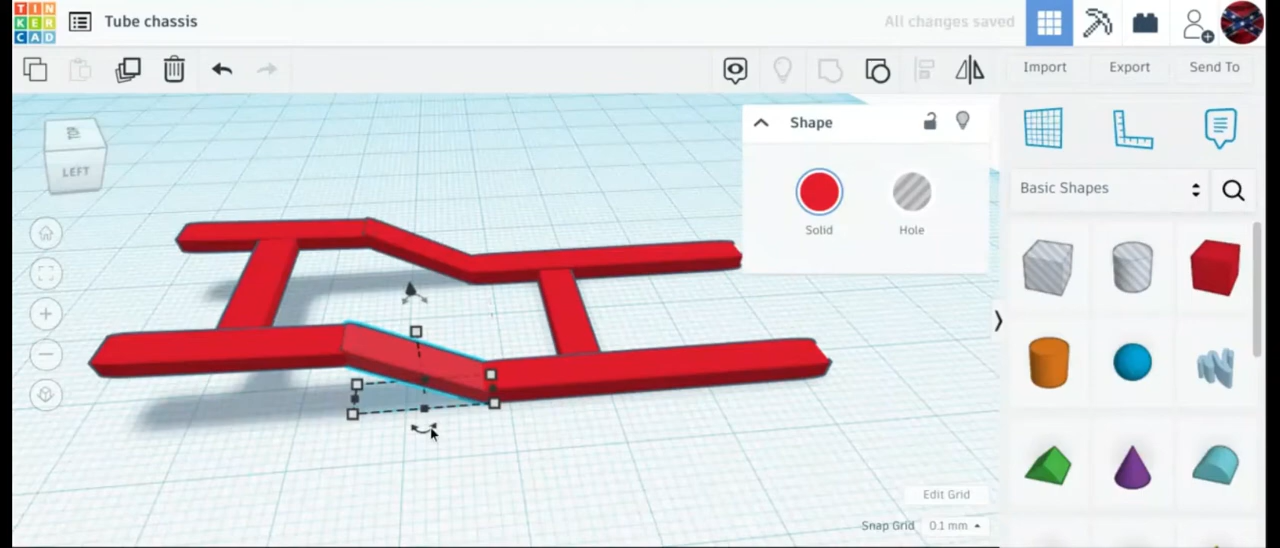 TIN
KER
CAD
Tube chassis
All changes saved
Import
Export
Send To
Shape
LEFT
Solid
Hole
Basic Shapes
Edit Grid
Snap Grid 0.1 mm